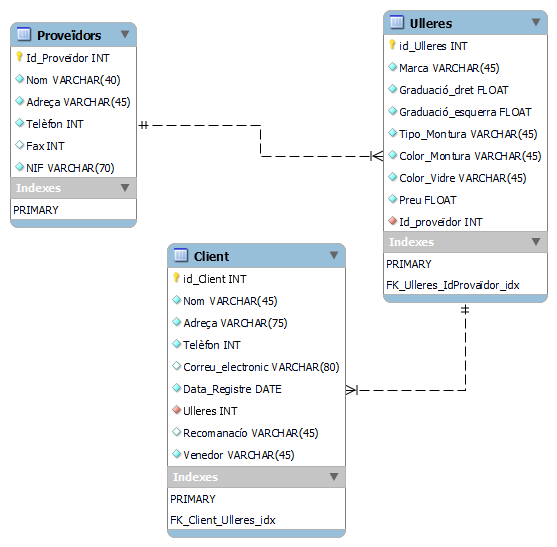 Proveïdors
Id_Proveïdor INT
Nom VARCHAR(40)
Adreça VARCHAR(45)
Telèfon INT
Fax INT
NIF VARCHAR(70)
Indexes
PRIMARY
Ulleres
id_Ulleres INT
Marca VARCHAR(45)
Graduació_dret FLOAT
Graduació_esquerra FLOAT
Tipo_Montura VARCHAR(45)
Color_Montura VARCHAR(45)
Color_Vidre VARCHAR(45)
Preu FLOAT
Id_proveïdor INT
Indexes
PRIMARY
FK_Ulleres_IdProvaïdor_idx
Client
id_Client INT
Nom VARCHAR(45)
Adreça VARCHAR(75)
Telèfon INT
Correu_electronic VARCHAR(80)
Data_Registre DATE
Ulleres INT
Recomanacío VARCHAR(45)
Venedor VARCHAR(45)
Indexes
PRIMARY
FK_Client_Ulleres_idx